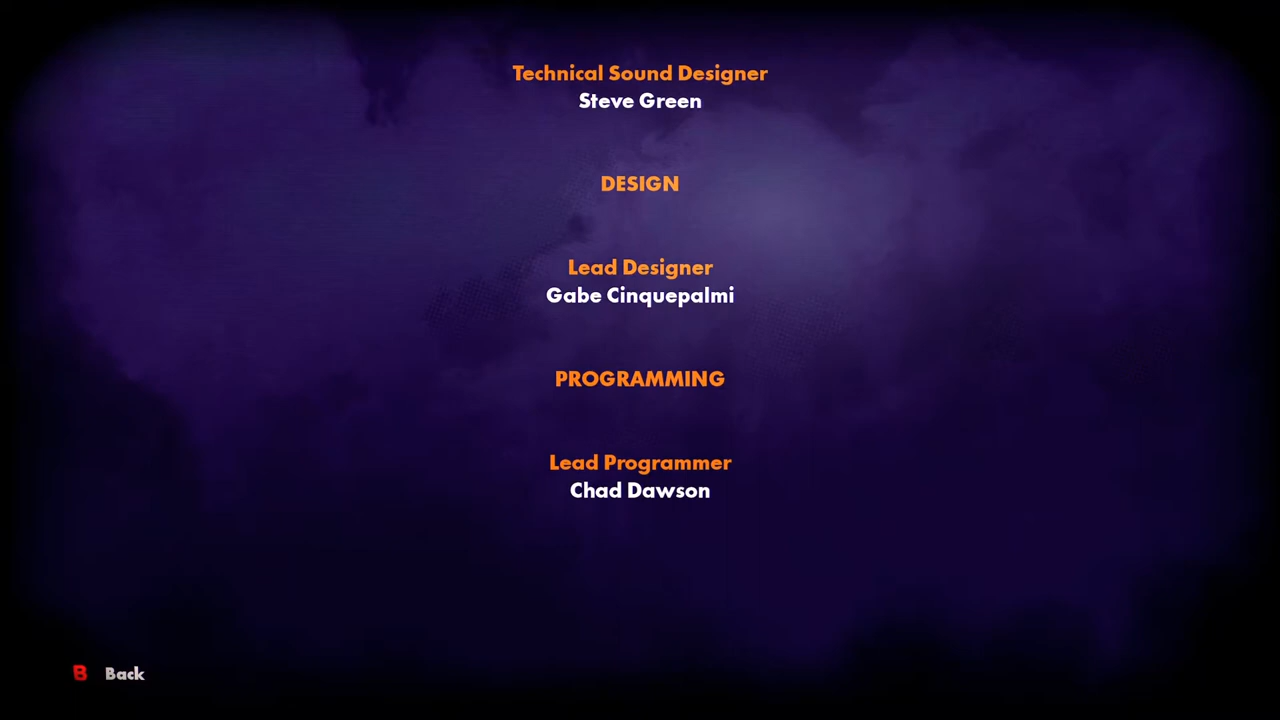 Technical Sound Designer
Steve Green
DESIGN
Lead Designer
Gabe Cinquepalmi
PROGRAMMING
Lead Programmer
Chad Dawson
B Back